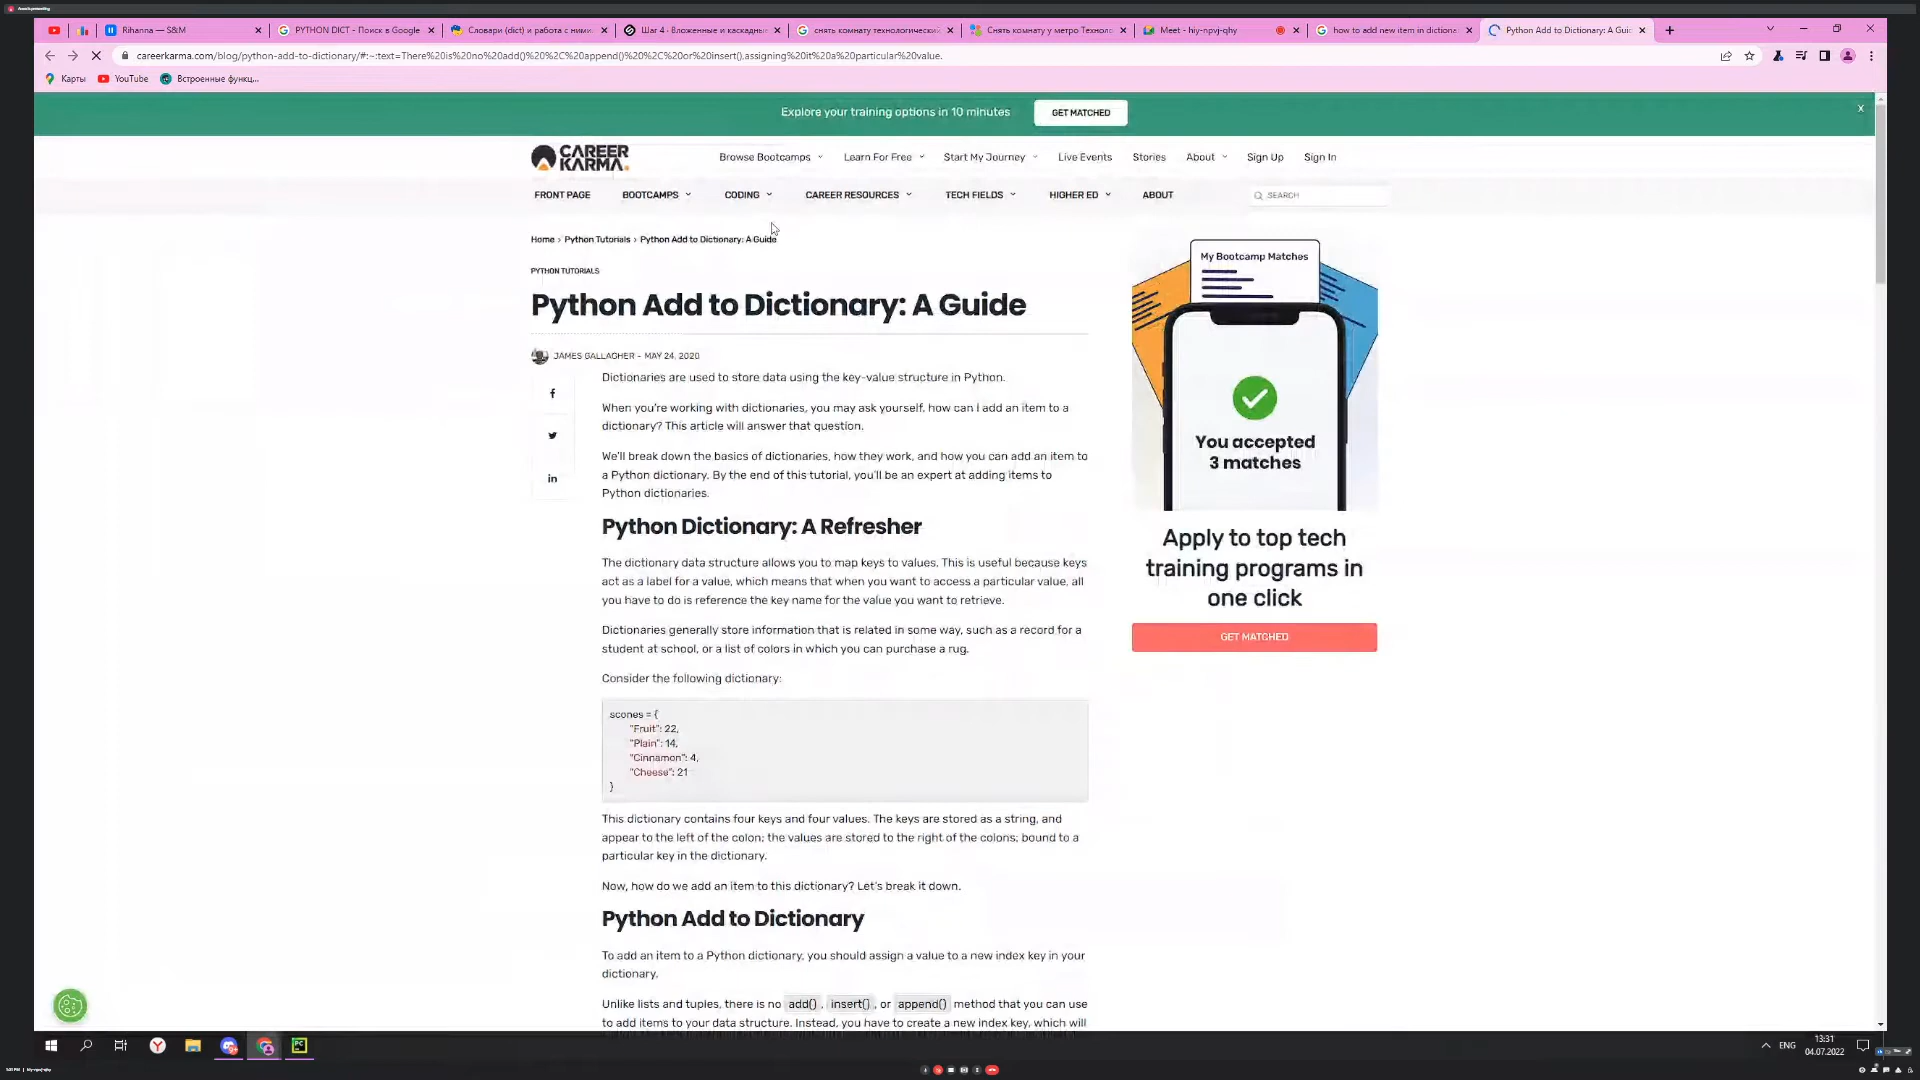 Rihanna — S&M
PYTHON DICT - Поиск в Google
Словари (dict) и работа с ними.
Шаг 4 - Вложенные и каскадны
снять комнату технологических
Снять комнату у метро Техноло
Meet - hiy-npvj-qhy
how to add new item in dictiona
Python Add to Dictionary: A Guid
careerkarma.com/blog/python-add-to-dictionary/#:~:text=There%20is%20no%20add()%20%2C%20append()%20%2C%20or%20insert(),assigning%20it%20a%20particular%20value.
Карты
YouTube
Встроенные функц...
Explore your training options in 10 minutes
GET MATCHED
X
CAREER
KARMA.
Browse Bootcamps
Learn For Free
Start My Journey
Live Events
Stories
About
Sign Up
Sign In
FRONT PAGE
BOOTCAMPS
CODING
CAREER RESOURCES
TECH FIELDS
HIGHER ED
ABOUT
SEARCH
Home › Python Tutorials › Python Add to Dictionary: A Guide
PYTHON TUTORIALS
Python Add to Dictionary: A Guide
JAMES GALLAGHER - MAY 24, 2020
Dictionaries are used to store data using the key-value structure in Python.
When you're working with dictionaries, you may ask yourself, how can I add an item to a
dictionary? This article will answer that question.
We'll break down the basics of dictionaries, how they work, and how you can add an item to
a Python dictionary. By the end of this tutorial, you'll be an expert at adding items to
Python dictionaries.
Python Dictionary: A Refresher
The dictionary data structure allows you to map keys to values. This is useful because keys
act as a label for a value, which means that when you want to access a particular value, all
you have to do is reference the key name for the value you want to retrieve.
Dictionaries generally store information that is related in some way, such as a record for a
student at school, or a list of colors in which you can purchase a rug.
Consider the following dictionary:
scones = {
"Fruit": 22,
"Plain": 14,
"Cinnamon": 4,
"Cheese": 21
}
This dictionary contains four keys and four values. The keys are stored as a string, and
appear to the left of the colon; the values are stored to the right of the colons; bound to a
particular key in the dictionary.
Now, how do we add an item to this dictionary? Let's break it down.
Python Add to Dictionary
To add an item to a Python dictionary, you should assign a value to a new index key in your
dictionary.
Unlike lists and tuples, there is no add(), insert(), or append() method that you can use
to add items to your data structure. Instead, you have to create a new index key, which will
My Bootcamp Matches
You accepted
3 matches
Apply to top tech
training programs in
one click
GET MATCHED
ENG
13:31
04.07.2022